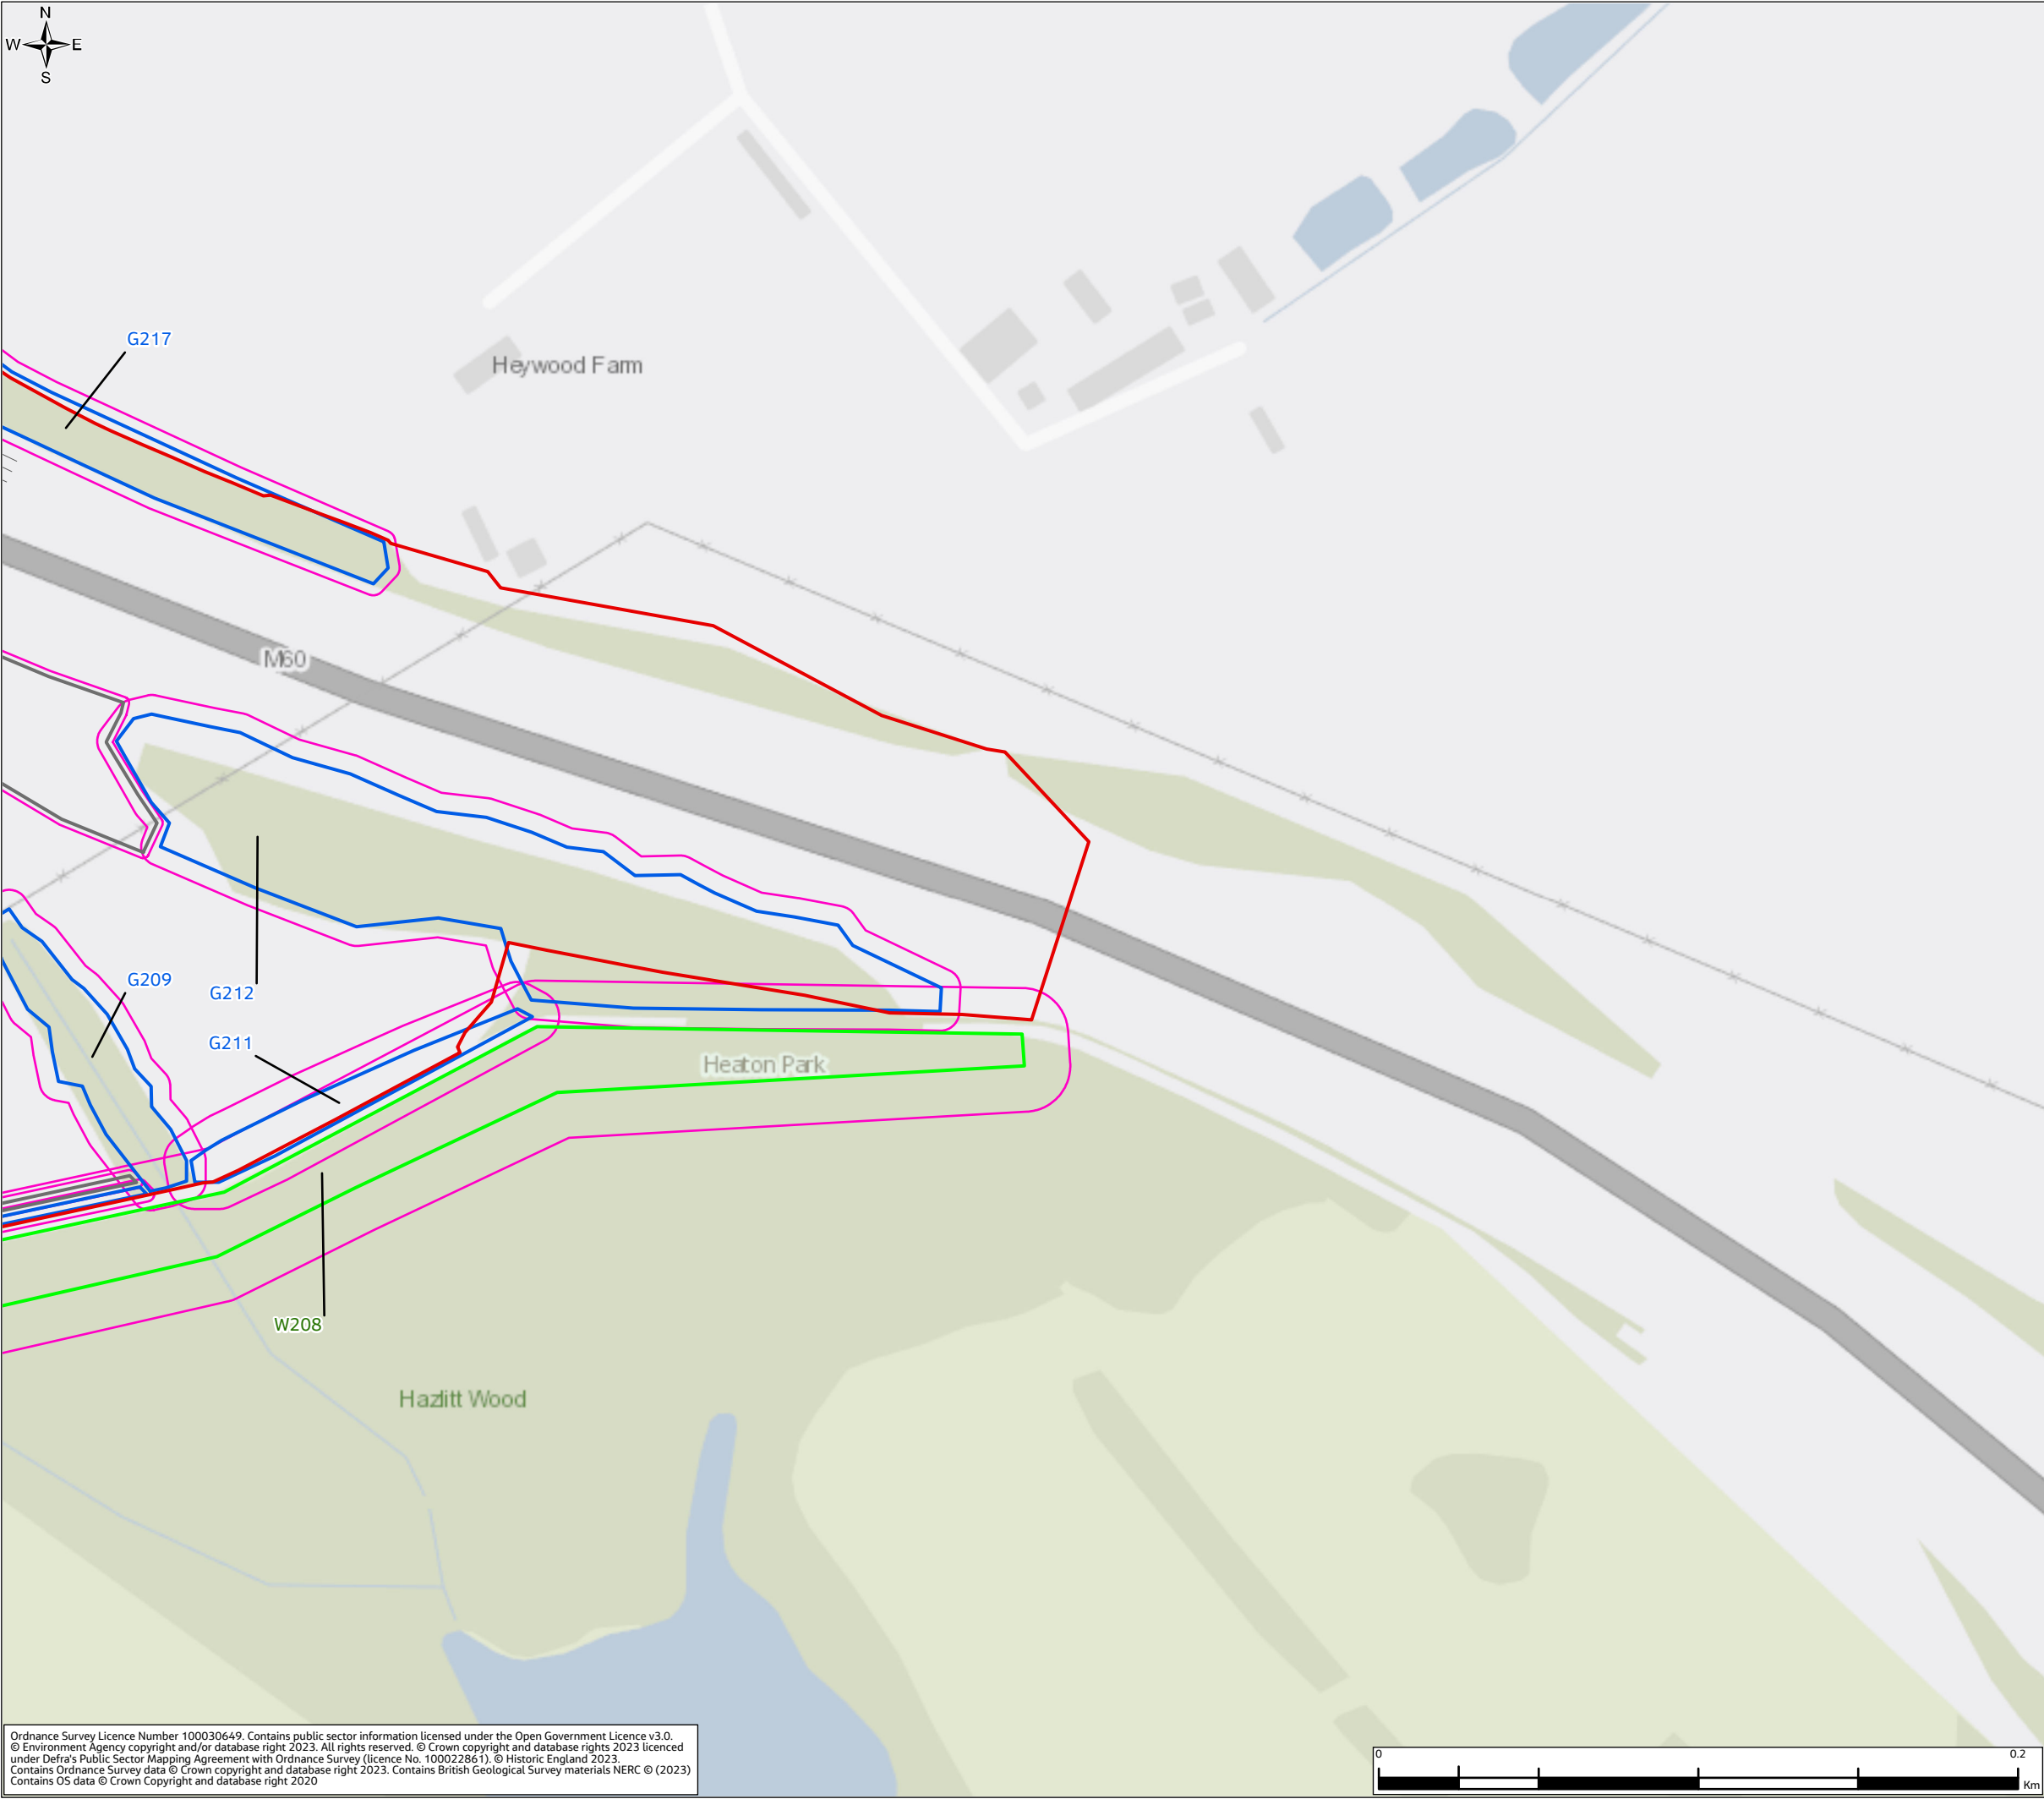 N
W E
S
G217
Heywood Farm
M60
G209
G212
G211
Heaton Park
W208
Hazlitt Wood
Ordnance Survey Licence Number 100030649. Contains public sector information licensed under the Open Government Licence v3.0.
© Environment Agency copyright and/or database right 2023. All rights reserved. © Crown copyright and database rights 2023 licenced
under Defra's Public Sector Mapping Agreement with Ordnance Survey (licence No. 100022861). © Historic England 2023.
Contains Ordnance Survey data © Crown copyright and database right 2023. Contains British Geological Survey materials NERC © (2023)
Contains OS data © Crown Copyright and database right 2020
0 0.2
Km